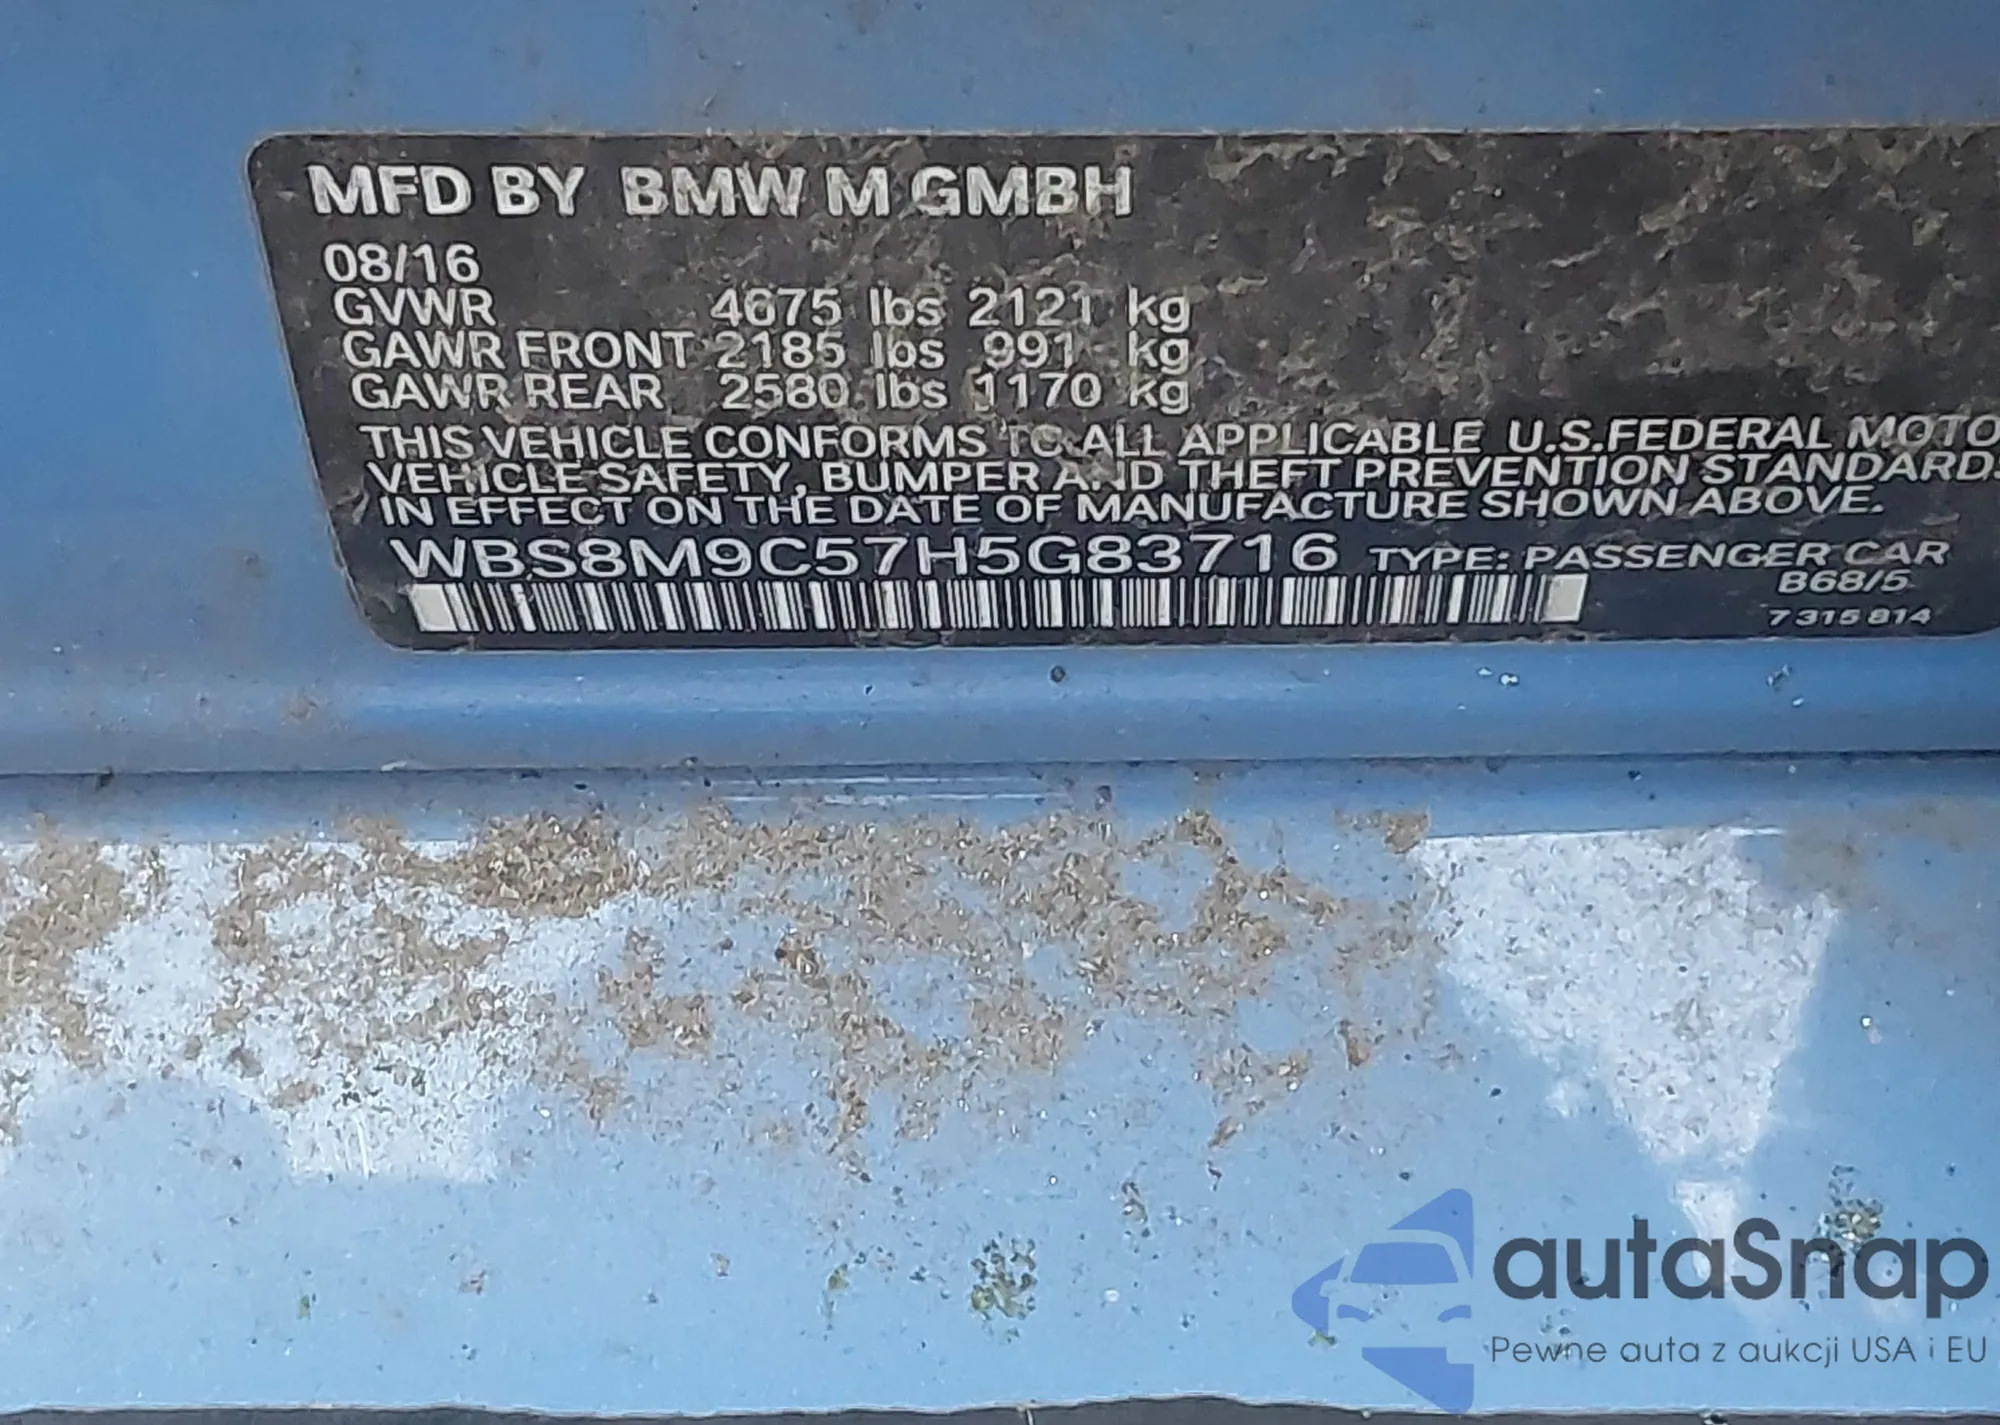 MFD BY BMW M GMBH
08/16
GVWR 4675 lbs 2121 kg
GAWR FRONT 2185 lbs 991 kg
GAWR REAR 2580 lbs 1170 kg
THIS VEHICLE CONFORMS TO ALL APPLICABLE U.S.FEDERAL MOTO
VEHICLE SAFETY, BUMPER AND THEFT PREVENTION STANDARDS
IN EFFECT ON THE DATE OF MANUFACTURE SHOWN ABOVE.
WBS8M9C57H5G83716 TYPE: PASSENGER CAR
B68/5
7 315 814
autaSnap
Pewne auta z aukcji USA i EU